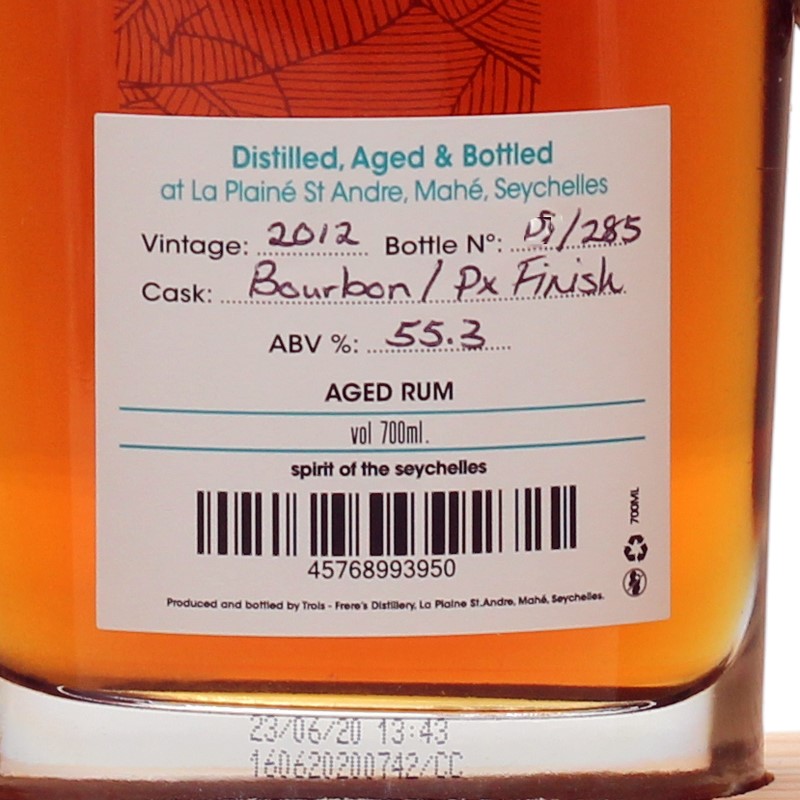 Distilled, Aged & Bottled
at La Plainé St Andre, Mahé, Seychelles
Vintage: 2012 Bottle N°: /285
Cask: Bourbon / Px Finish
ABV %: 55.3
AGED RUM
vol 700ml.
spirit of the seychelles
700ML
45768993950
Produced and bottled by Trois - Frere's Distillery, La Plaine St.Andre, Mahé, Seychelles.
23/06/20 13:43
160620200742/CC